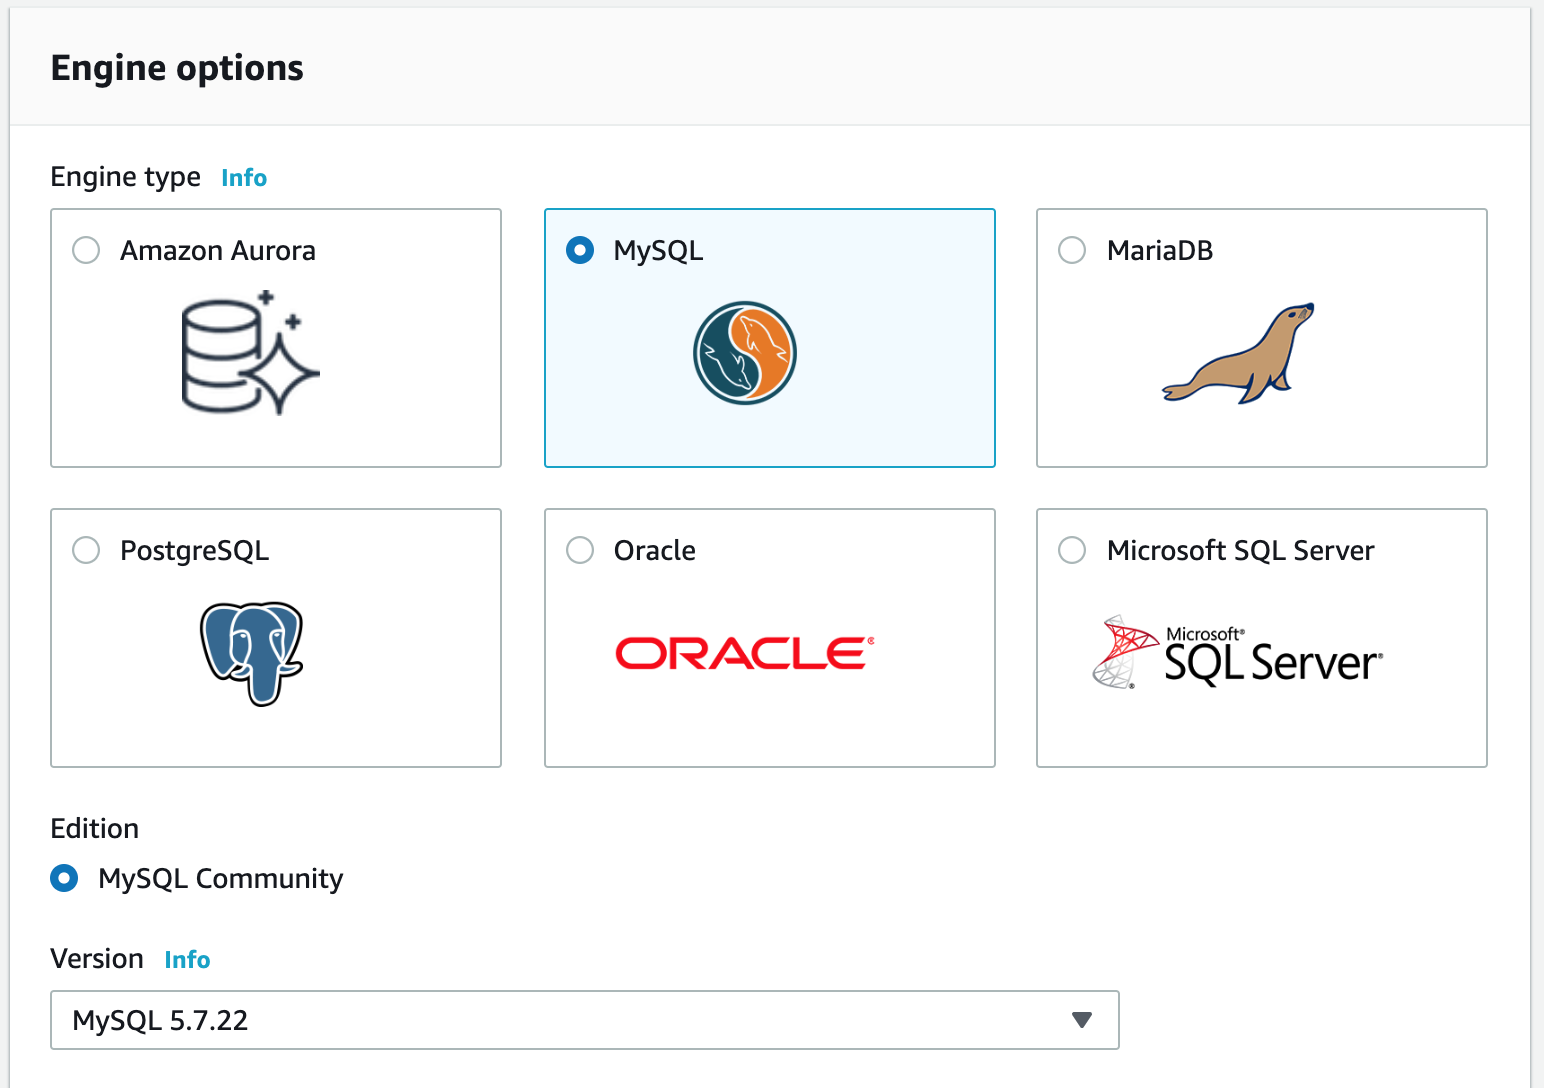 Engine options
Engine type Info
Amazon Aurora
MySQL
MariaDB
PostgreSQL
Oracle
ORACLE®
Microsoft SQL Server
Microsoft®
SQL Server®
®
Edition
MySQL Community
Version Info
MySQL 5.7.22